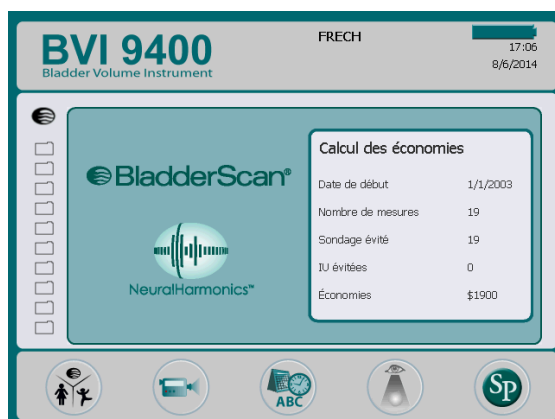 BVI 9400
Bladder Volume Instrument
FRECH
17:06
8/6/2014
BladderScan®
NeuralHarmonics™
Calcul des économies
Date de début 1/1/2003
Nombre de mesures 19
Sondage évité 19
IU évitées 0
Économies $1900
ABC
SP